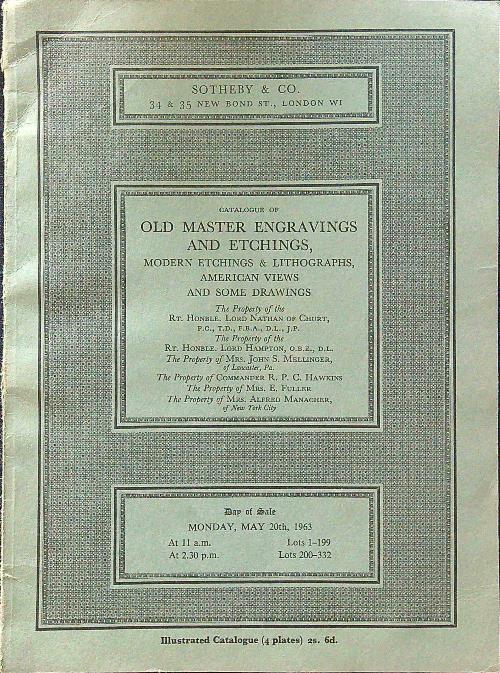 SOTHEBY & CO.
34 & 35 NEW BOND ST., LONDON W1
CATALOGUE OF
OLD MASTER ENGRAVINGS
AND ETCHINGS,
MODERN ETCHINGS & LITHOGRAPHS,
AMERICAN VIEWS
AND SOME DRAWINGS
The Property of the
RT. HONBLE. LORD NATHAN OF CHURT,
P.C., T.D., F.B.A., D.L., J.P.
The Property of the
RT. HONBLE. LORD HAMPTON, O.B.E., D.L.
The Property of MRS. JOHN S. MELLINGER,
of Lancaster, Pa.
The Property of COMMANDER R. P. C. HAWKINS
The Property of MRS. E. FULLER
The Property of MRS. ALFRED MANACHER,
of New York City
Day of Sale
MONDAY, MAY 20th, 1963
At 11 a.m. Lots 1-199
At 2.30 p.m. Lots 200-332
Illustrated Catalogue (4 plates) 2s. 6d.